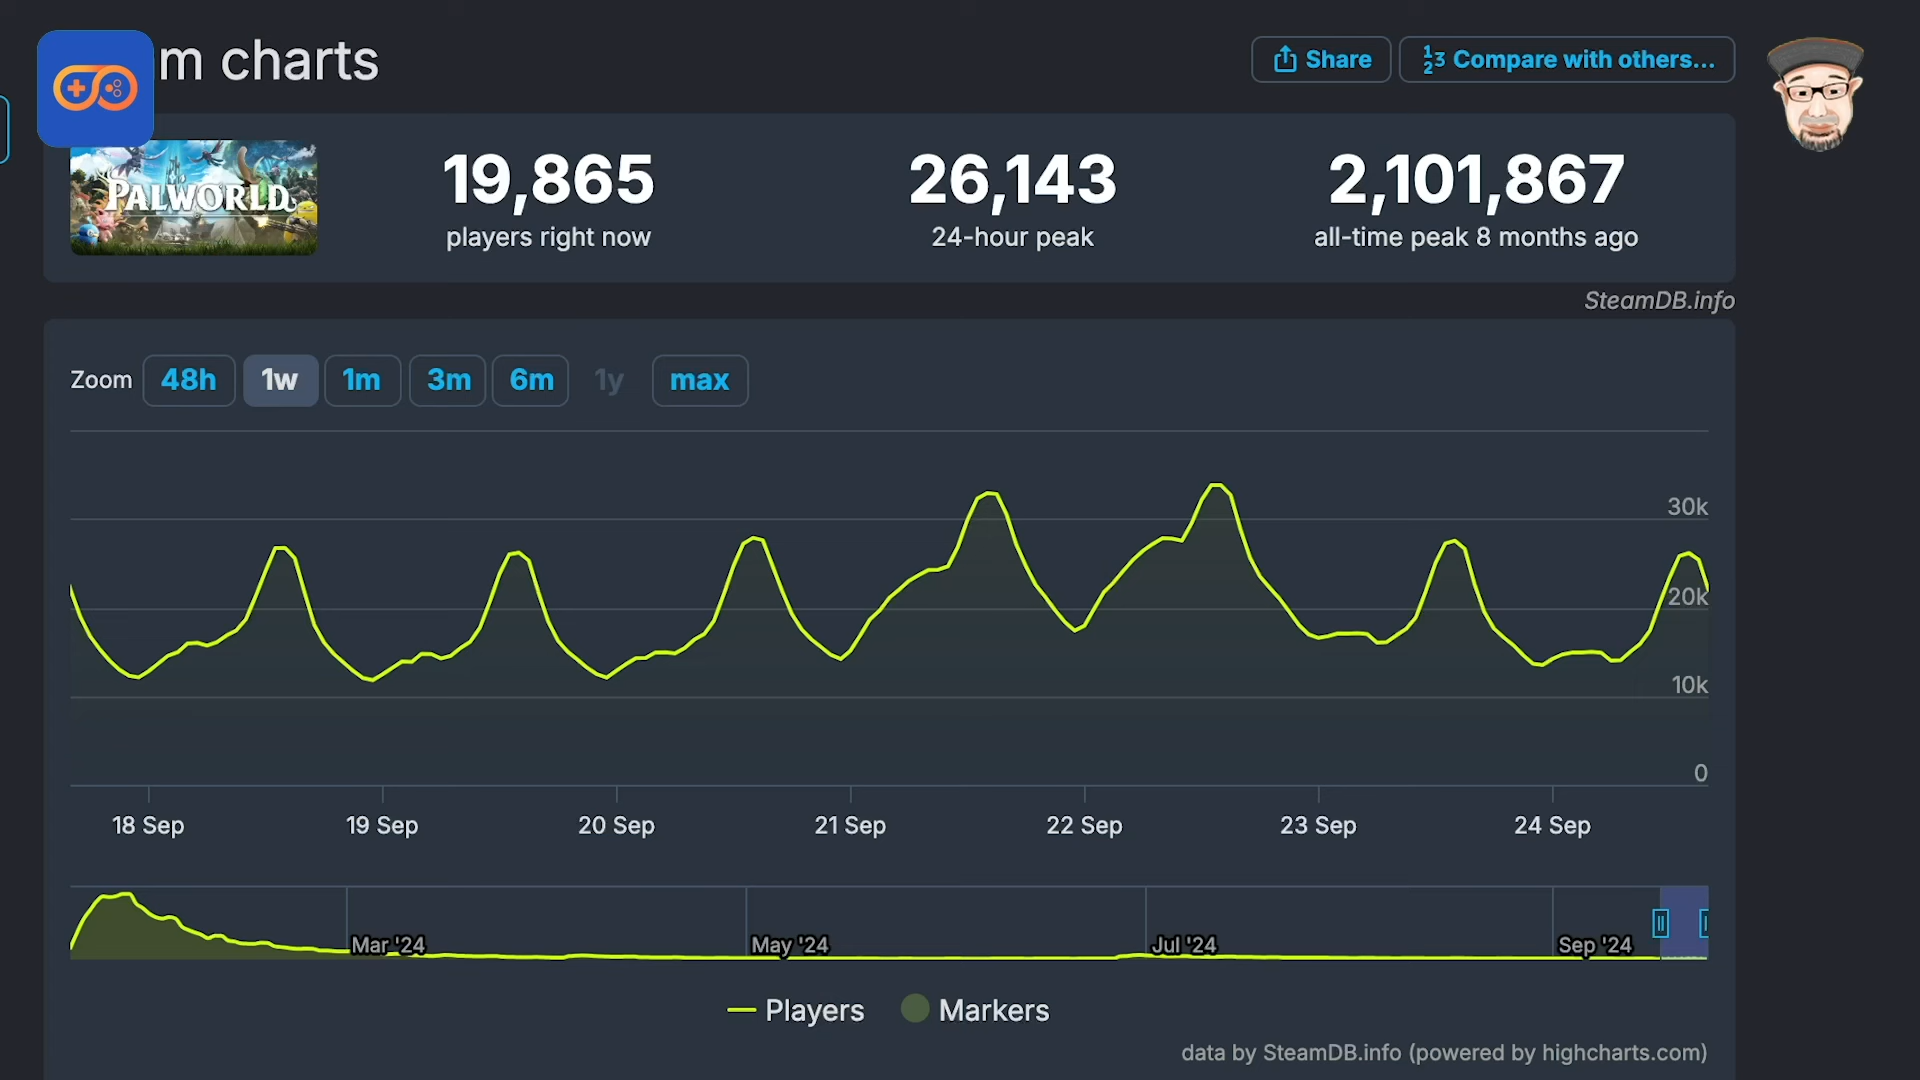 m charts
Share
Compare with others...
PALWORLD
19,865
players right now
26,143
24-hour peak
2,101,867
all-time peak 8 months ago
SteamDB.info
Zoom 48h 1w 1m 3m 6m 1y max
30k
20k
10k
0
18 Sep 19 Sep 20 Sep 21 Sep 22 Sep 23 Sep 24 Sep
Mar '24 May '24 Jul '24 Sep '24
Players Markers
data by SteamDB.info (powered by highcharts.com)